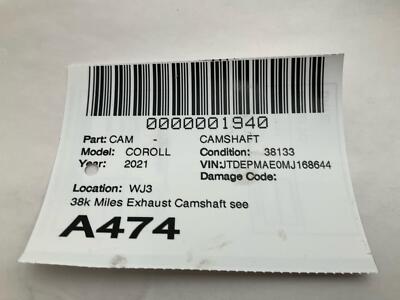 0000001940
Part: CAM CAMSHAFT
Model: COROLL Condition: 38133
Year: 2021 VIN:JTDEPMAE0MJ168644
Damage Code:
Location: WJ3
38k Miles Exhaust Camshaft see
A474